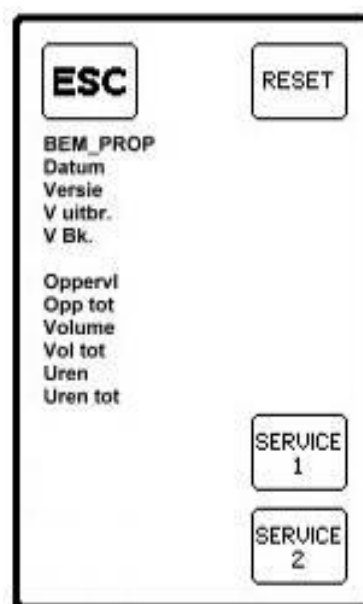 ESC
RESET
BEM_PROP
Datum
Versie
V uitbr.
V Bk.
Oppervl
Opp tot
Volume
Vol tot
Uren
Uren tot
SERVICE
1
SERVICE
2